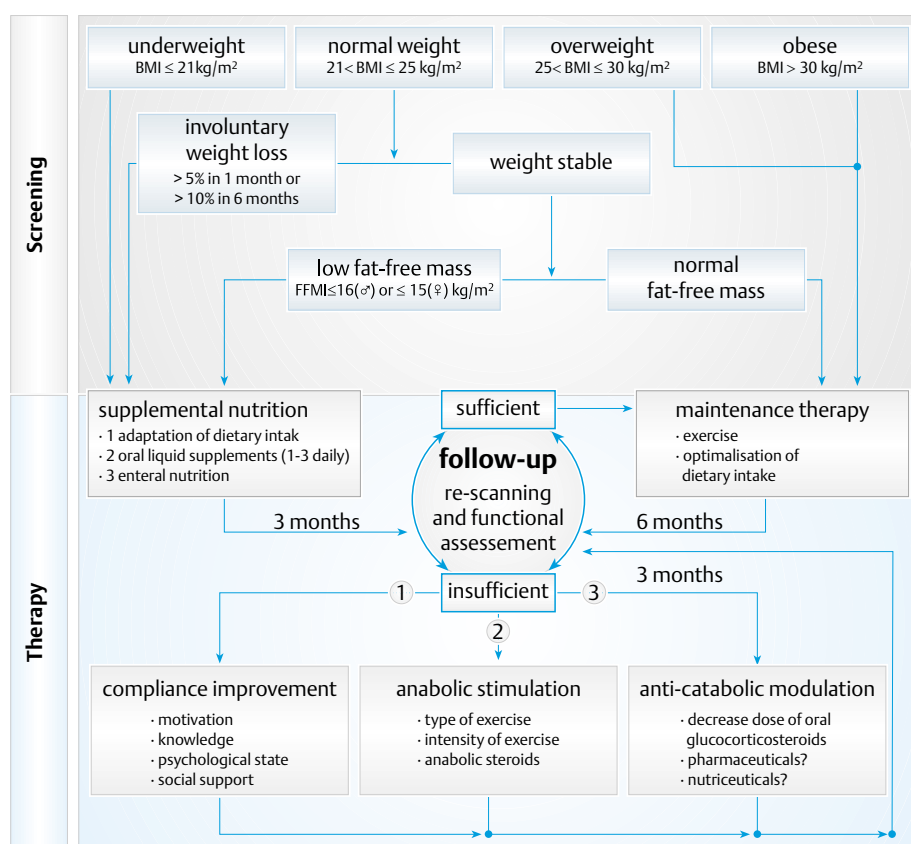 Screening
underweight
BMI ≤ 21kg/m²
normal weight
21< BMI ≤ 25 kg/m²
overweight
25< BMI ≤ 30 kg/m²
obese
BMI > 30 kg/m²
involuntary
weight loss
> 5% in 1 month or
> 10% in 6 months
weight stable
low fat-free mass
FFMI≤16(♂) or ≤ 15(♀) kg/m²
normal
fat-free mass
Therapy
supplemental nutrition
· 1 adaptation of dietary intak
· 2 oral liquid supplements (1-3 daily)
· 3 enteral nutrition
sufficient
maintenance therapy
· exercise
· optimalisation of
dietary intake
follow-up
re-scanning
and functional
assessement
3 months
6 months
3 months
insufficient
1
2
3
compliance improvement
· motivation
· knowledge
· psychological state
· social support
anabolic stimulation
· type of exercise
· intensity of exercise
· anabolic steroids
anti-catabolic modulation
· decrease dose of oral
glucocorticosteroids
· pharmaceuticals?
· nutriceuticals?